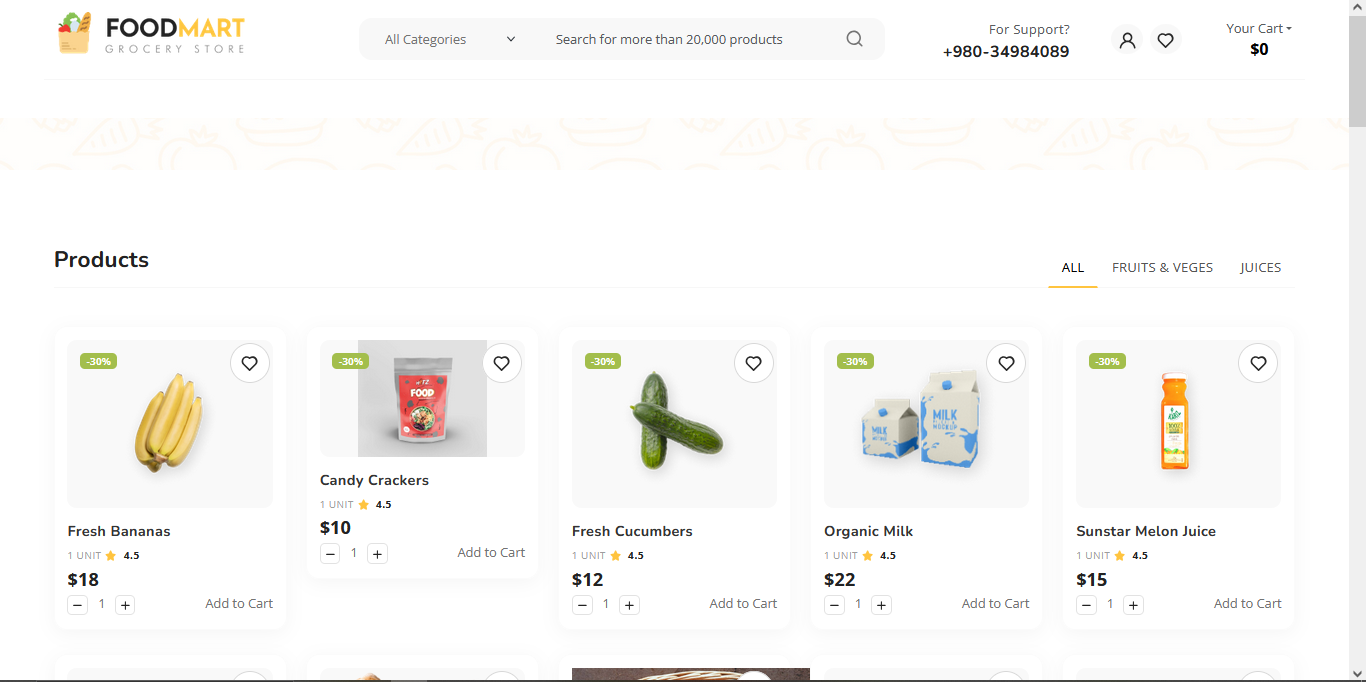 FOODMART
GROCERY STORE
All Categories
Search for more than 20,000 products
For Support?
+980-34984089
Your Cart
$0
Products
ALL
FRUITS & VEGES
JUICES
-30%
Fresh Bananas
1 UNIT 4.5
$18
− 1 +
Add to Cart
-30%
FOOD
Candy Crackers
1 UNIT 4.5
$10
− 1 +
Add to Cart
-30%
Fresh Cucumbers
1 UNIT 4.5
$12
− 1 +
Add to Cart
-30%
MILK
MILK
MOCKUP
Organic Milk
1 UNIT 4.5
$22
− 1 +
Add to Cart
-30%
Sunstar Melon Juice
1 UNIT 4.5
$15
− 1 +
Add to Cart